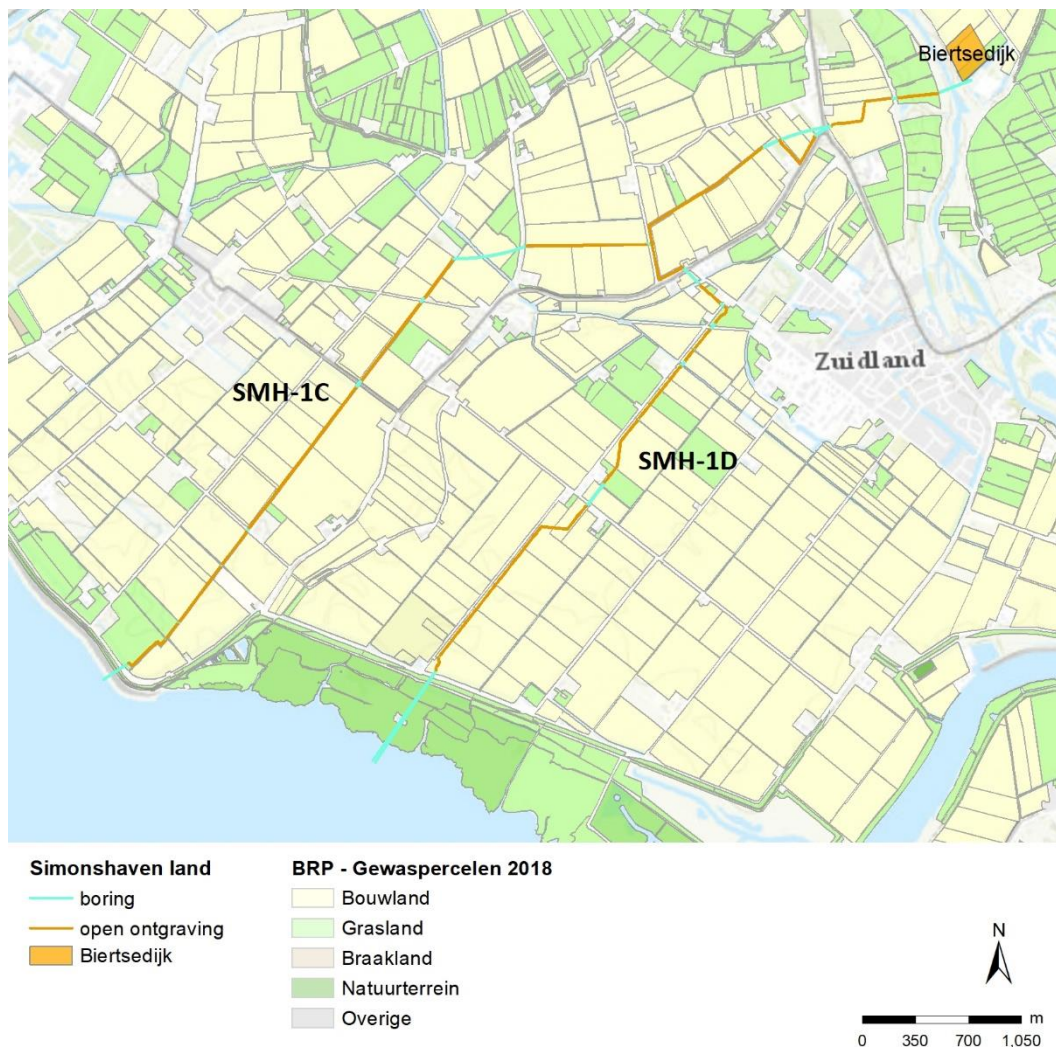 Biertsedijk
Zuidland
SMH-1C
SMH-1D
Simonshaven land
boring
open ontgraving
Biertsedijk
BRP - Gewaspercelen 2018
Bouwland
Grasland
Braakland
Natuurterrein
Overige
N
m
0 350 700 1,050